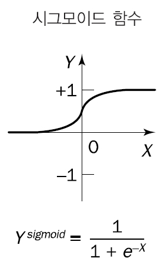 시그모이드 함수
Y
+1
0
X
−1
Y^sigmoid = 1 / (1 + e^−X)